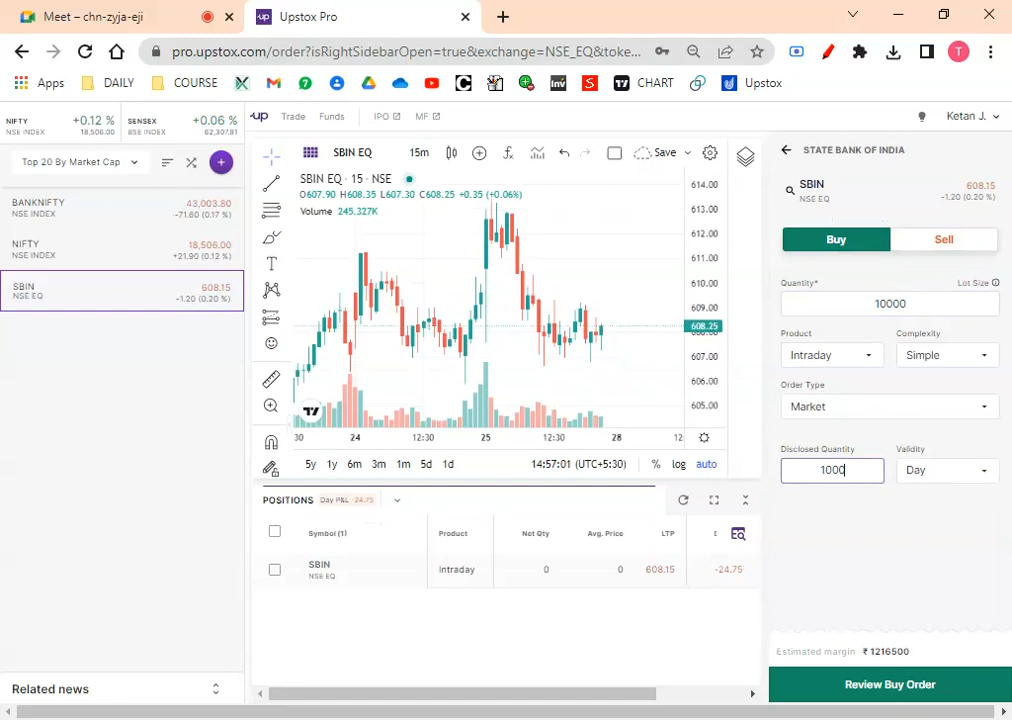 Meet – chn-zyja-eji
Upstox Pro
pro.upstox.com/order?isRightSidebarOpen=true&exchange=NSE_EQ&toke...
T
Apps
DAILY
COURSE
CHART
Upstox
NIFTY
+0.12 %
NSE INDEX
18,506.00
SENSEX
+0.06 %
BSE INDEX
62,307.81
up
Trade
Funds
IPO
MF
Ketan J.
Top 20 By Market Cap
BANKNIFTY
43,003.80
NSE INDEX
-71.60 (0.17 %)
NIFTY
18,506.00
NSE INDEX
+21.90 (0.12 %)
SBIN
608.15
NSE EQ
-1.20 (0.20 %)
Related news
SBIN EQ
15m
Save
SBIN EQ · 15 · NSE
O607.90 H608.35 L607.30 C608.25 +0.35 (+0.06%)
Volume 245.327K
614.00
613.00
612.00
611.00
610.00
609.00
608.25
607.00
606.00
605.00
30
24
12:30
25
12:30
28
12
5y
1y
6m
3m
1m
5d
1d
14:57:01 (UTC+5:30)
%
log
auto
POSITIONS
Day P&L -24.75
Symbol (1)
Product
Net Qty
Avg. Price
LTP
SBIN
NSE EQ
Intraday
0
0
608.15
-24.75
STATE BANK OF INDIA
SBIN
608.15
NSE EQ
-1.20 (0.20 %)
Buy
Sell
Quantity*
Lot Size
10000
Product
Complexity
Intraday
Simple
Order Type
Market
Disclosed Quantity
Validity
1000
Day
Estimated margin ₹ 1216500
Review Buy Order